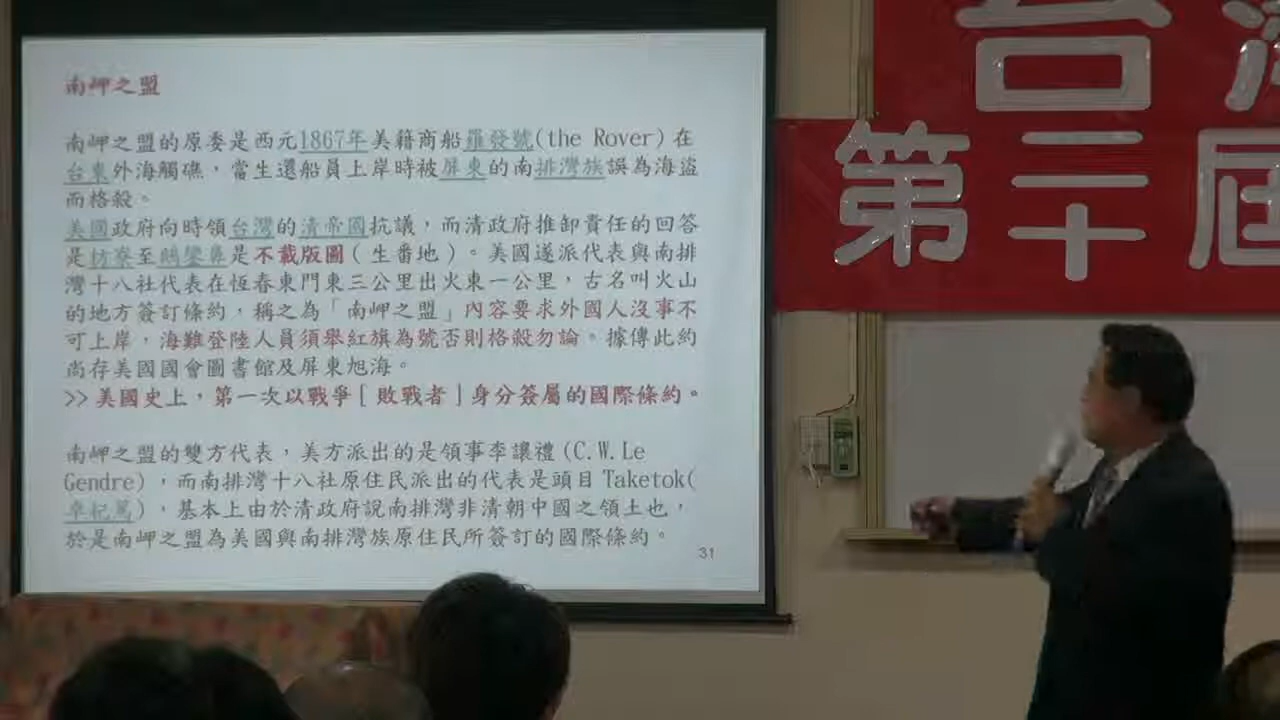 南岬之盟
南岬之盟的原委是西元1867年美籍商船羅發號(the Rover)在
台東外海觸礁，當生還船員上岸時被屏東的南排灣族誤為海盜
而格殺。
美國政府向時領台灣的清帝國抗議，而清政府推卸責任的回答
是枋寮至鵝鑾鼻是不載版圖（生番地）。美國遂派代表與南排
灣十八社代表在恆春東門東三公里出火東一公里，古名叫火山
的地方簽訂條約，稱之為「南岬之盟」內容要求外國人沒事不
可上岸，海難登陸人員須舉紅旗為號否則格殺勿論。據傳此約
尚存美國國會圖書館及屏東旭海。
>> 美國史上，第一次以戰爭［敗戰者］身分簽屬的國際條約。
南岬之盟的雙方代表，美方派出的是領事李讓禮(C.W.Le
Gendre)，而南排灣十八社原住民派出的代表是頭目Taketok(
卓杞篤)，基本上由於清政府說南排灣非清朝中國之領土也，
於是南岬之盟為美國與南排灣族原住民所簽訂的國際條約。
31
台
第二十屆